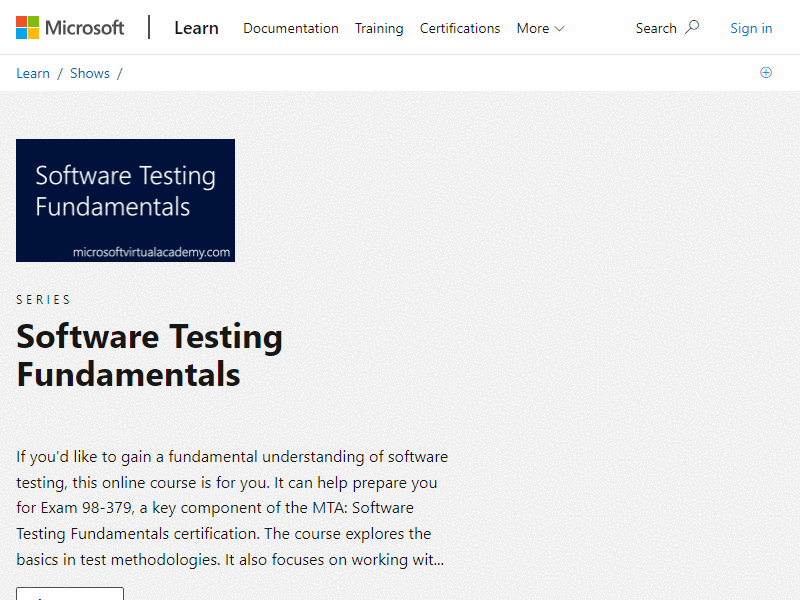 Microsoft Learn Documentation Training Certifications More Search Sign in
Learn / Shows /
Software Testing
Fundamentals
microsoftvirtualacademy.com
SERIES
Software Testing
Fundamentals
If you'd like to gain a fundamental understanding of software
testing, this online course is for you. It can help prepare you
for Exam 98-379, a key component of the MTA: Software
Testing Fundamentals certification. The course explores the
basics in test methodologies. It also focuses on working wit...